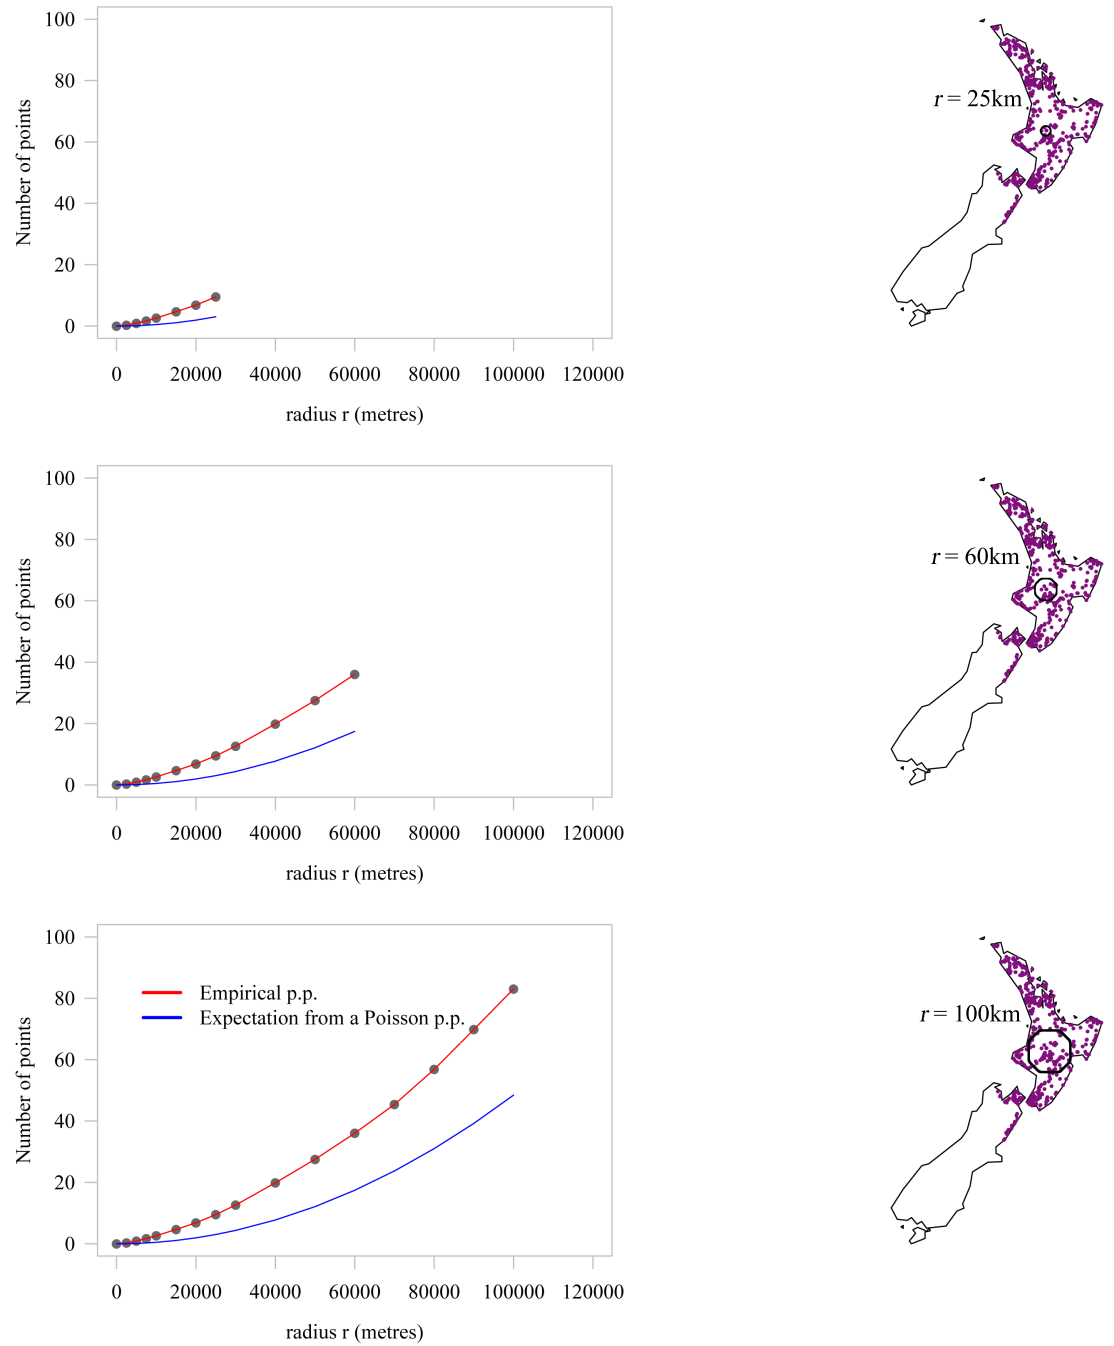 100
80
60
40
20
0
Number of points
0 20000 40000 60000 80000 100000 120000
radius r (metres)
r = 25km
100
80
60
40
20
0
Number of points
0 20000 40000 60000 80000 100000 120000
radius r (metres)
r = 60km
100
80
60
40
20
0
Number of points
Empirical p.p.
Expectation from a Poisson p.p.
0 20000 40000 60000 80000 100000 120000
radius r (metres)
r = 100km